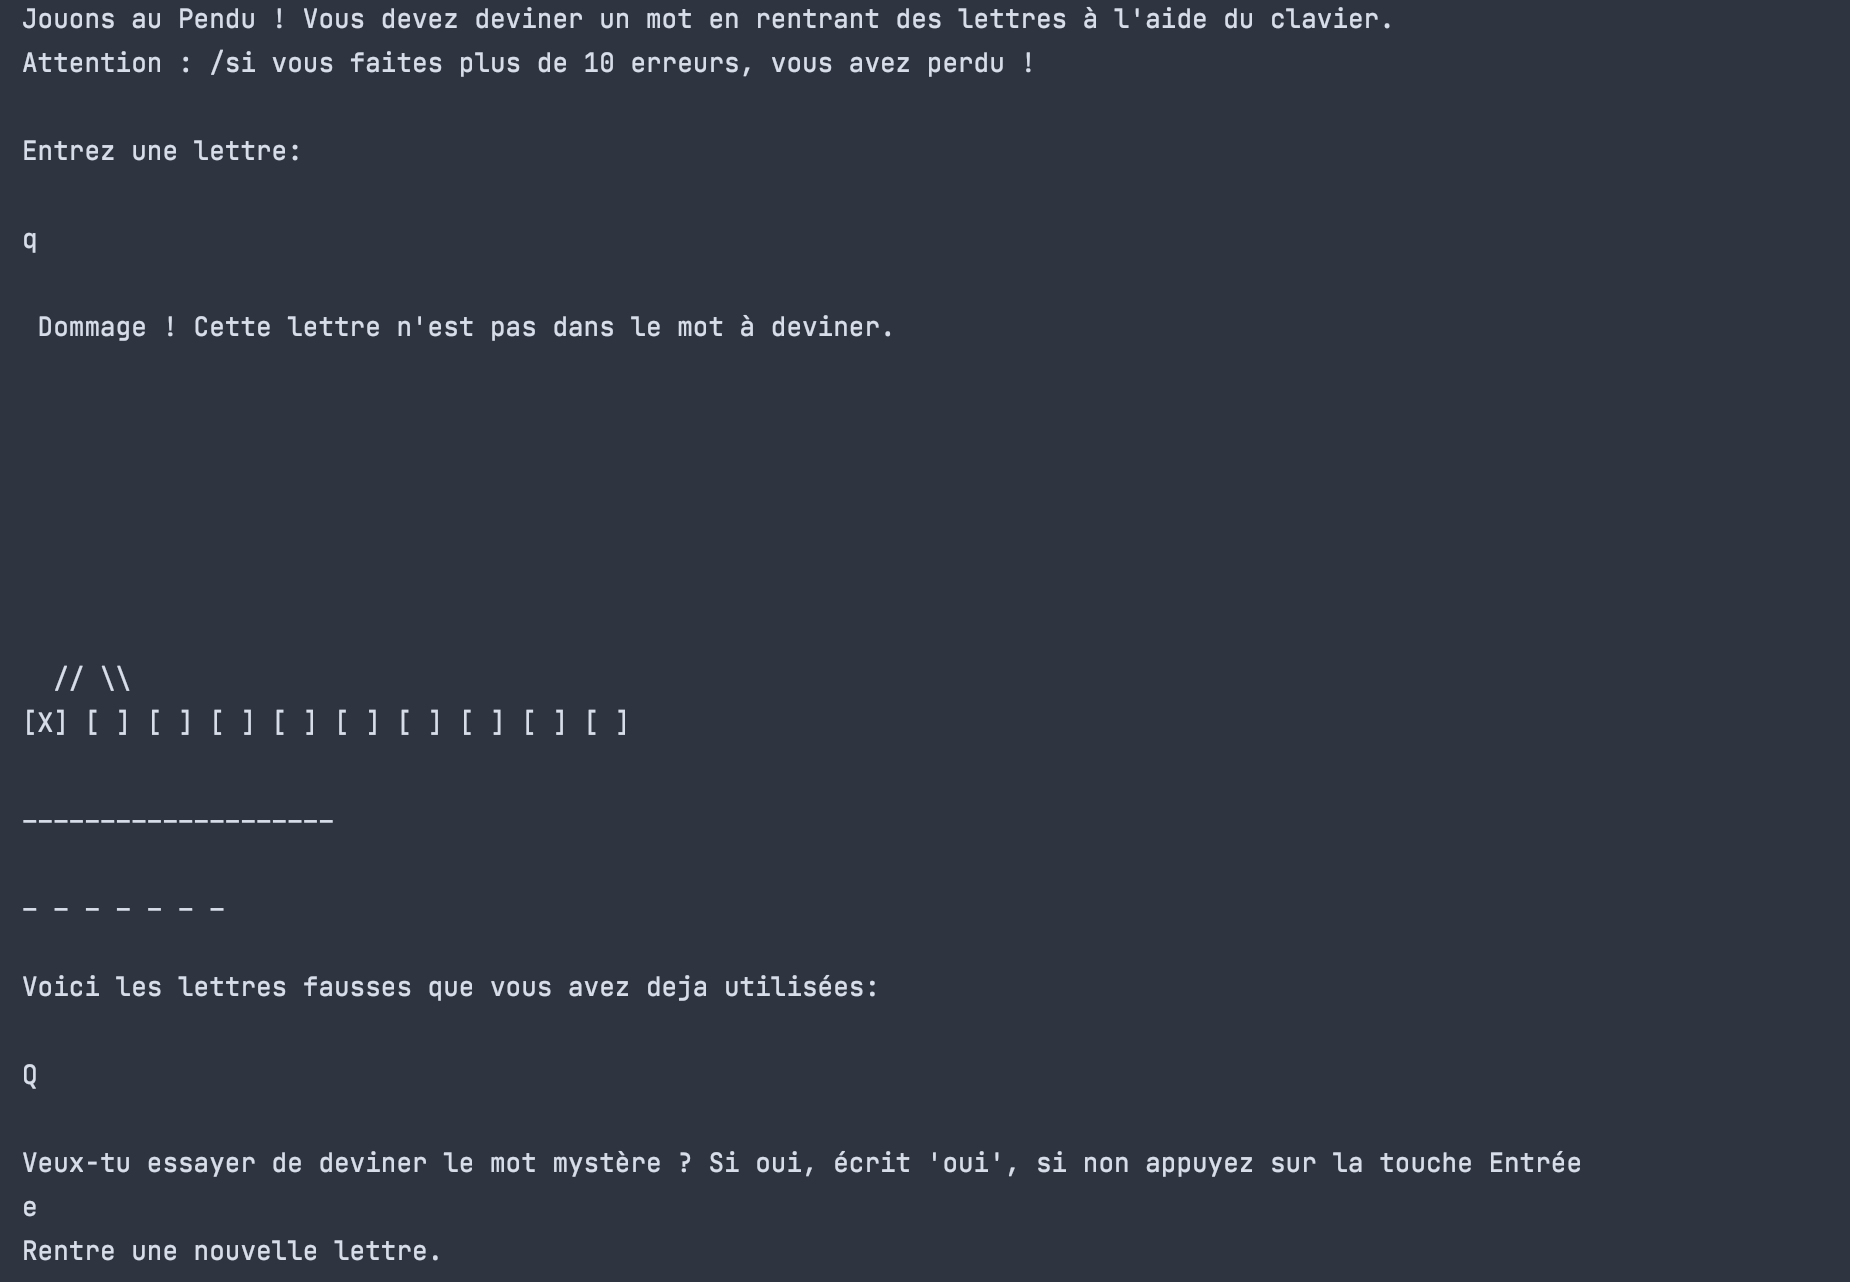 Jouons au Pendu ! Vous devez deviner un mot en rentrant des lettres à l'aide du clavier.
Attention : /si vous faites plus de 10 erreurs, vous avez perdu !
Entrez une lettre:
q
Dommage ! Cette lettre n'est pas dans le mot à deviner.
// \\
[X] [ ] [ ] [ ] [ ] [ ] [ ] [ ] [ ] [ ]
--------------------
_ _ _ _ _ _ _
Voici les lettres fausses que vous avez deja utilisées:
Q
Veux-tu essayer de deviner le mot mystère ? Si oui, écrit 'oui', si non appuyez sur la touche Entrée
e
Rentre une nouvelle lettre.